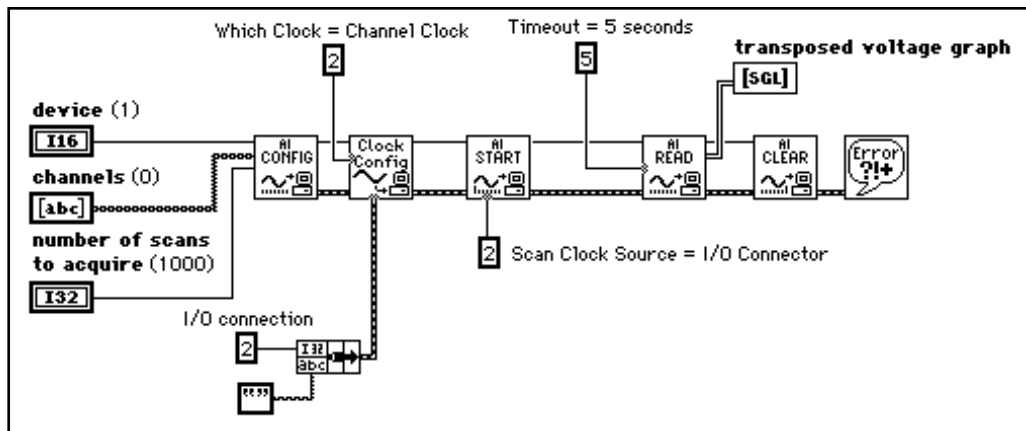 Which Clock = Channel Clock
2
Timeout = 5 seconds
5
transposed voltage graph
[SGL]
device (1)
I16
channels (0)
[abc]
number of scans
to acquire (1000)
I32
AI
CONFIG
Clock
Config
AI
START
AI
READ
AI
CLEAR
Error
?!+
2
Scan Clock Source = I/O Connector
I/O connection
2
I32
abc
“”